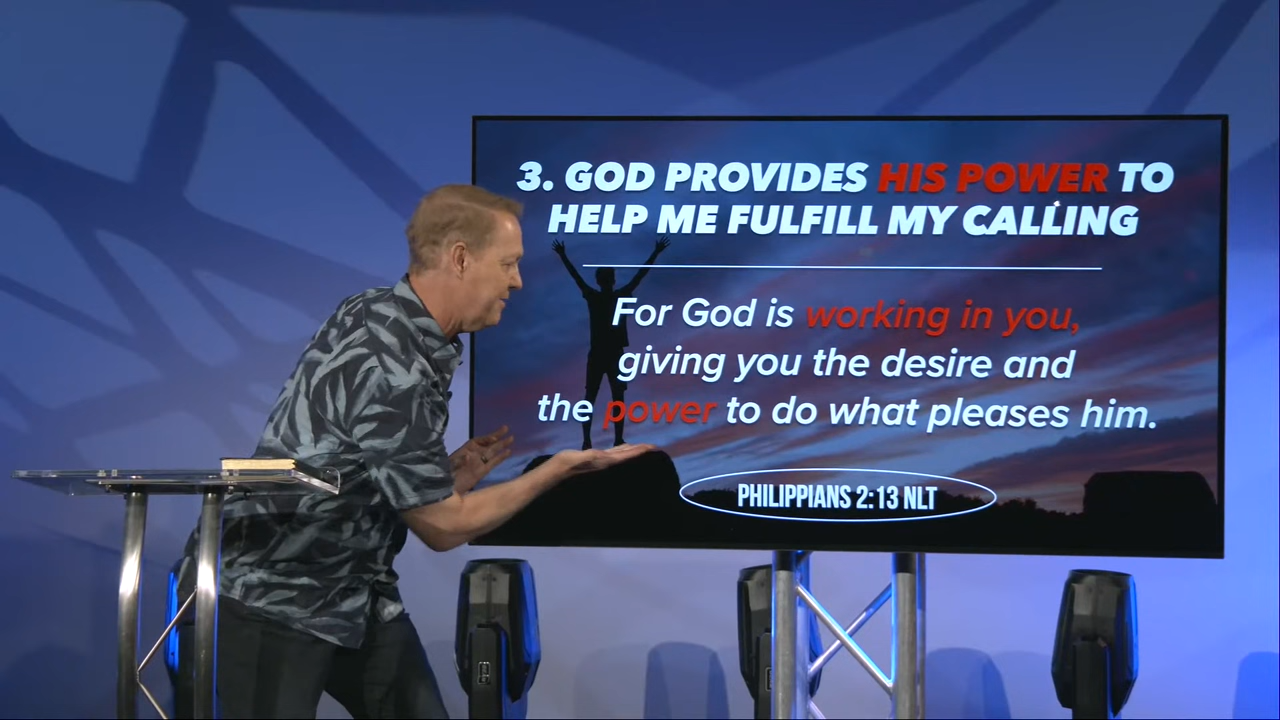 3. GOD PROVIDES HIS POWER TO
HELP ME FULFILL MY CALLING
For God is working in you,
giving you the desire and
the power to do what pleases him.
PHILIPPIANS 2:13 NLT